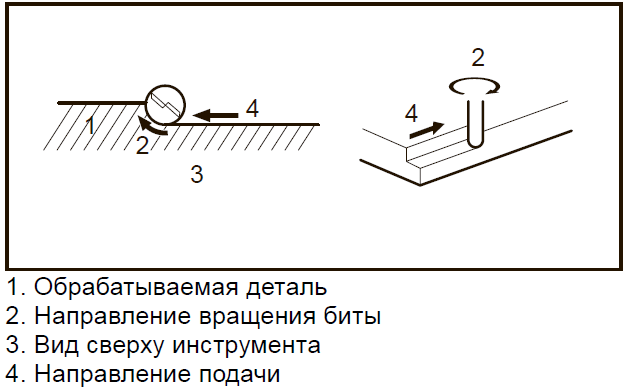 2
4
4
1
2
3
1. Обрабатываемая деталь
2. Направление вращения биты
3. Вид сверху инструмента
4. Направление подачи